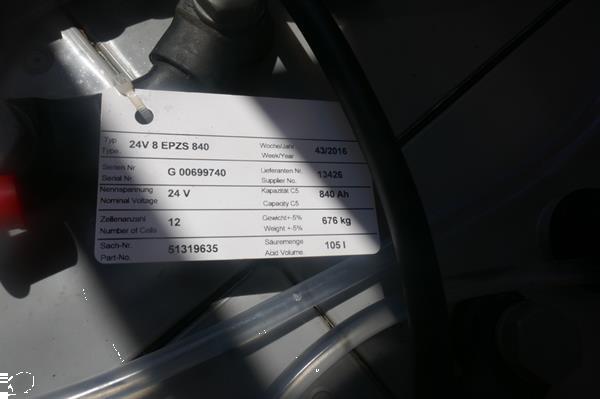 Typ
Type. 24V 8 EPZS 840 Woche/Jahr
Week/Year 43/2016
Serien Nr
Serial Nr. G 00699740 Lieferanten Nr.
Supplier No. 13426
Nennspannung
Nominal Voltage 24 V Kapazität C5
Capacity C5 840 Ah
Zellenanzahl
Number of Cells 12 Gewicht+-5%
Weight +-5% 676 kg
Sach-Nr.
Part-No. 51319635 Säuremenge
Acid Volume. 105 l